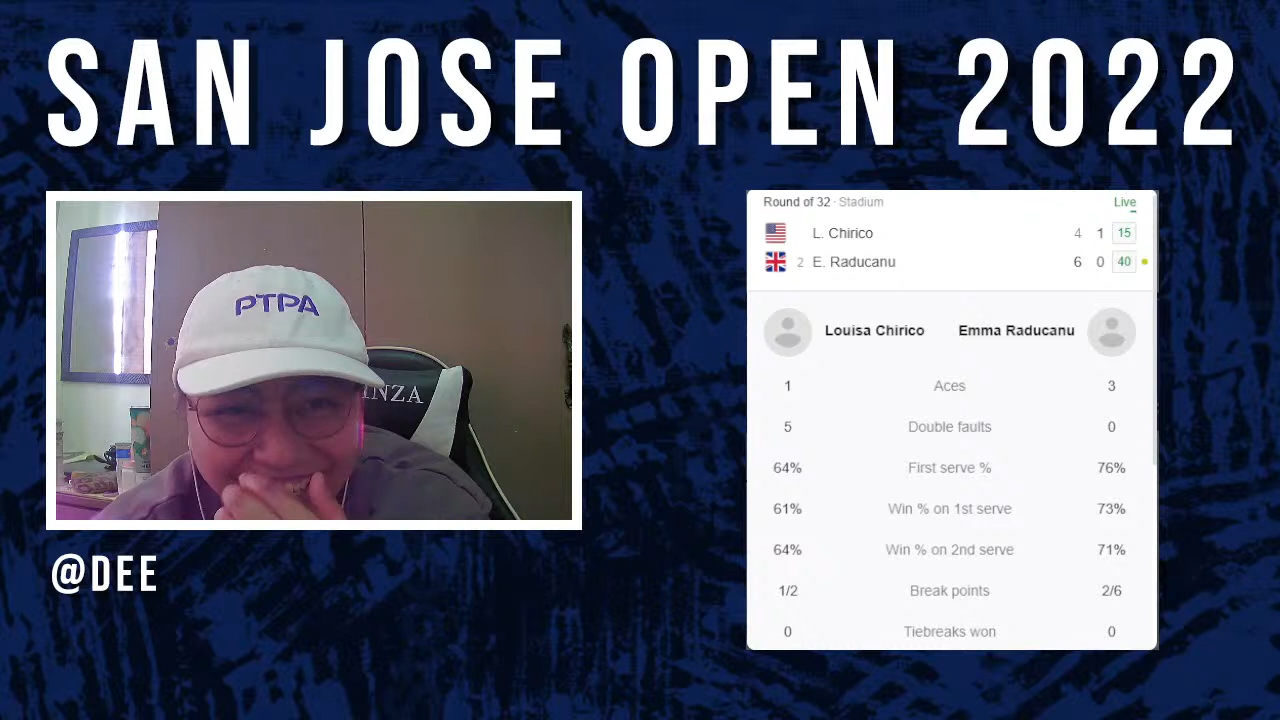 SAN JOSE OPEN 2022
PTPA
INZA
@DEE
Round of 32 · Stadium Live
L. Chirico 4 1 15
2 E. Raducanu 6 0 40
Louisa Chirico Emma Raducanu
1 Aces 3
5 Double faults 0
64% First serve % 76%
61% Win % on 1st serve 73%
64% Win % on 2nd serve 71%
1/2 Break points 2/6
0 Tiebreaks won 0